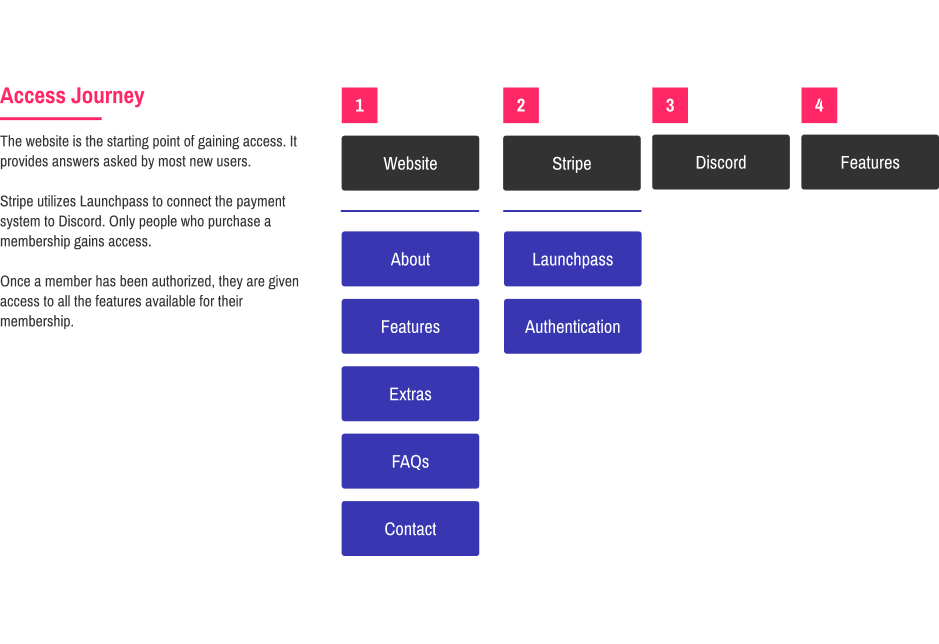 Access Journey
The website is the starting point of gaining access. It
provides answers asked by most new users.
Stripe utilizes Launchpass to connect the payment
system to Discord. Only people who purchase a
membership gains access.
Once a member has been authorized, they are given
access to all the features available for their
membership.
1
2
3
4
Website
Stripe
Discord
Features
About
Launchpass
Features
Authentication
Extras
FAQs
Contact